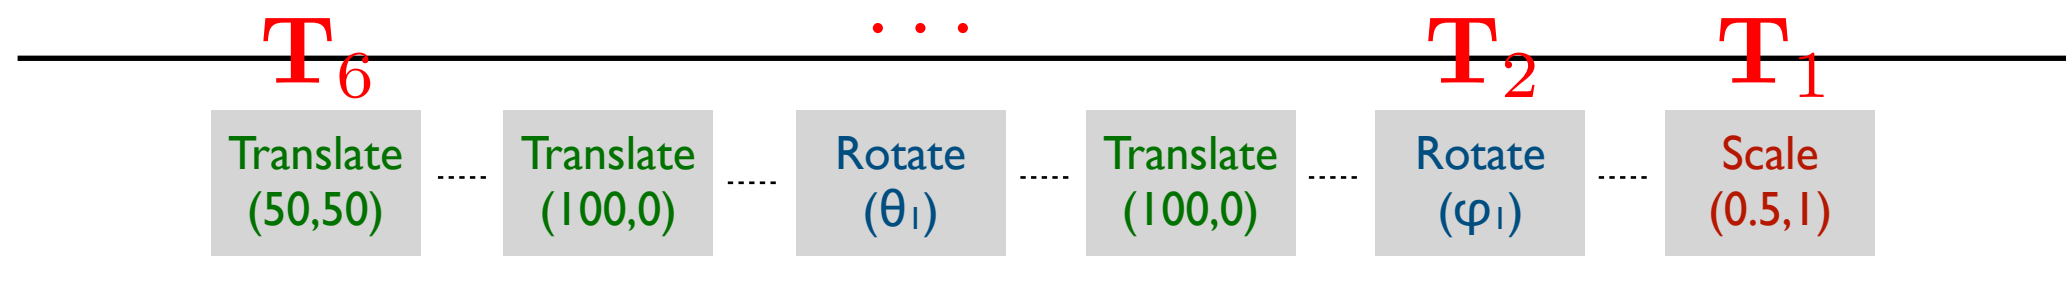 T₆ ... T₂ T₁
Translate Translate Rotate Translate Rotate Scale
(50,50) (100,0) (θ₁) (100,0) (φ₁) (0.5,1)